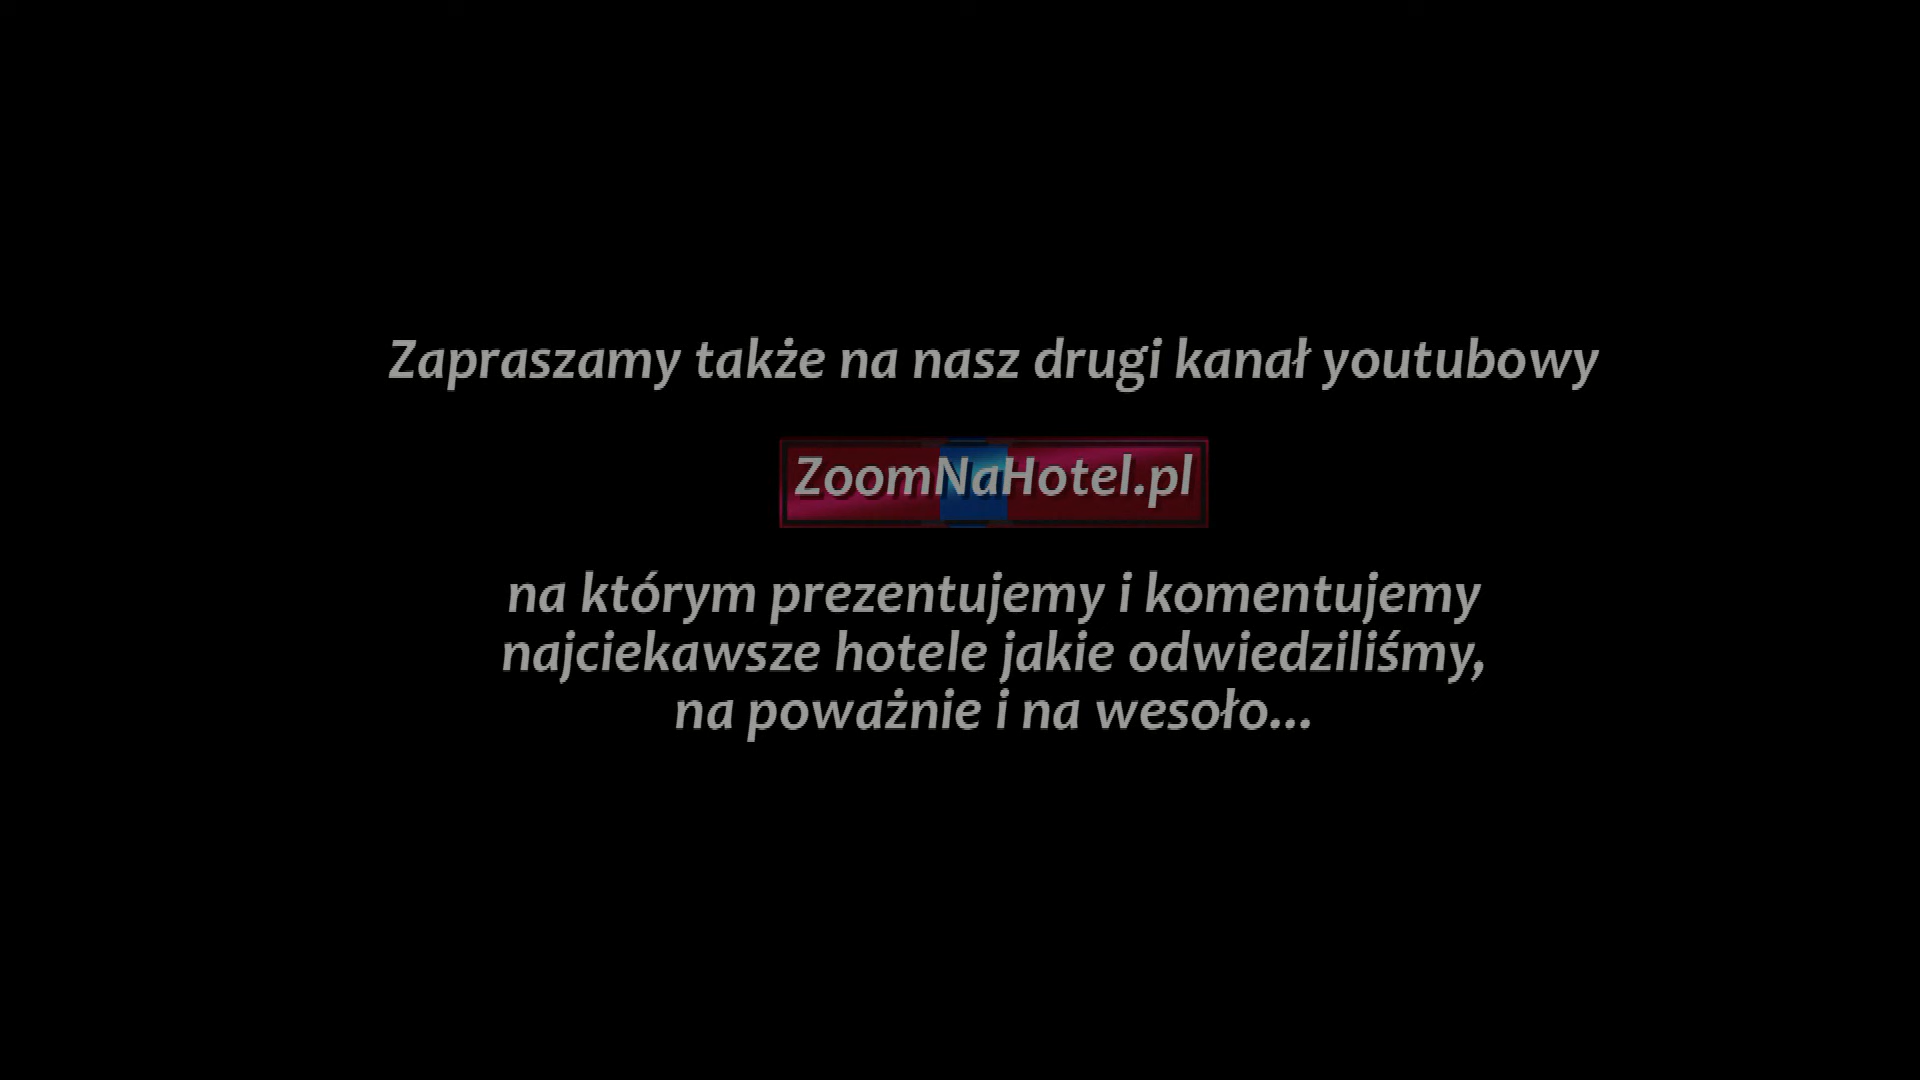 Zapraszamy także na nasz drugi kanał youtubowy
ZoomNaHotel.pl
na którym prezentujemy i komentujemy
najciekawsze hotele jakie odwiedziliśmy,
na poważnie i na wesoło...